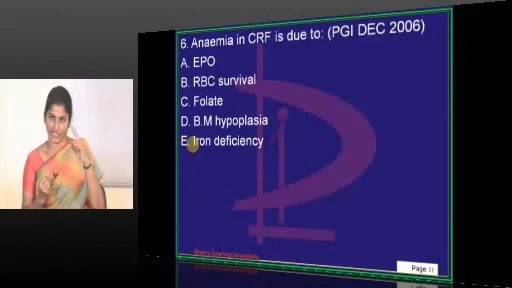 6. Anaemia in CRF is due to: (PGI DEC 2006)
A. EPO
B. RBC survival
C. Folate
D. B.M hypoplasia
E. Iron deficiency
Page 11